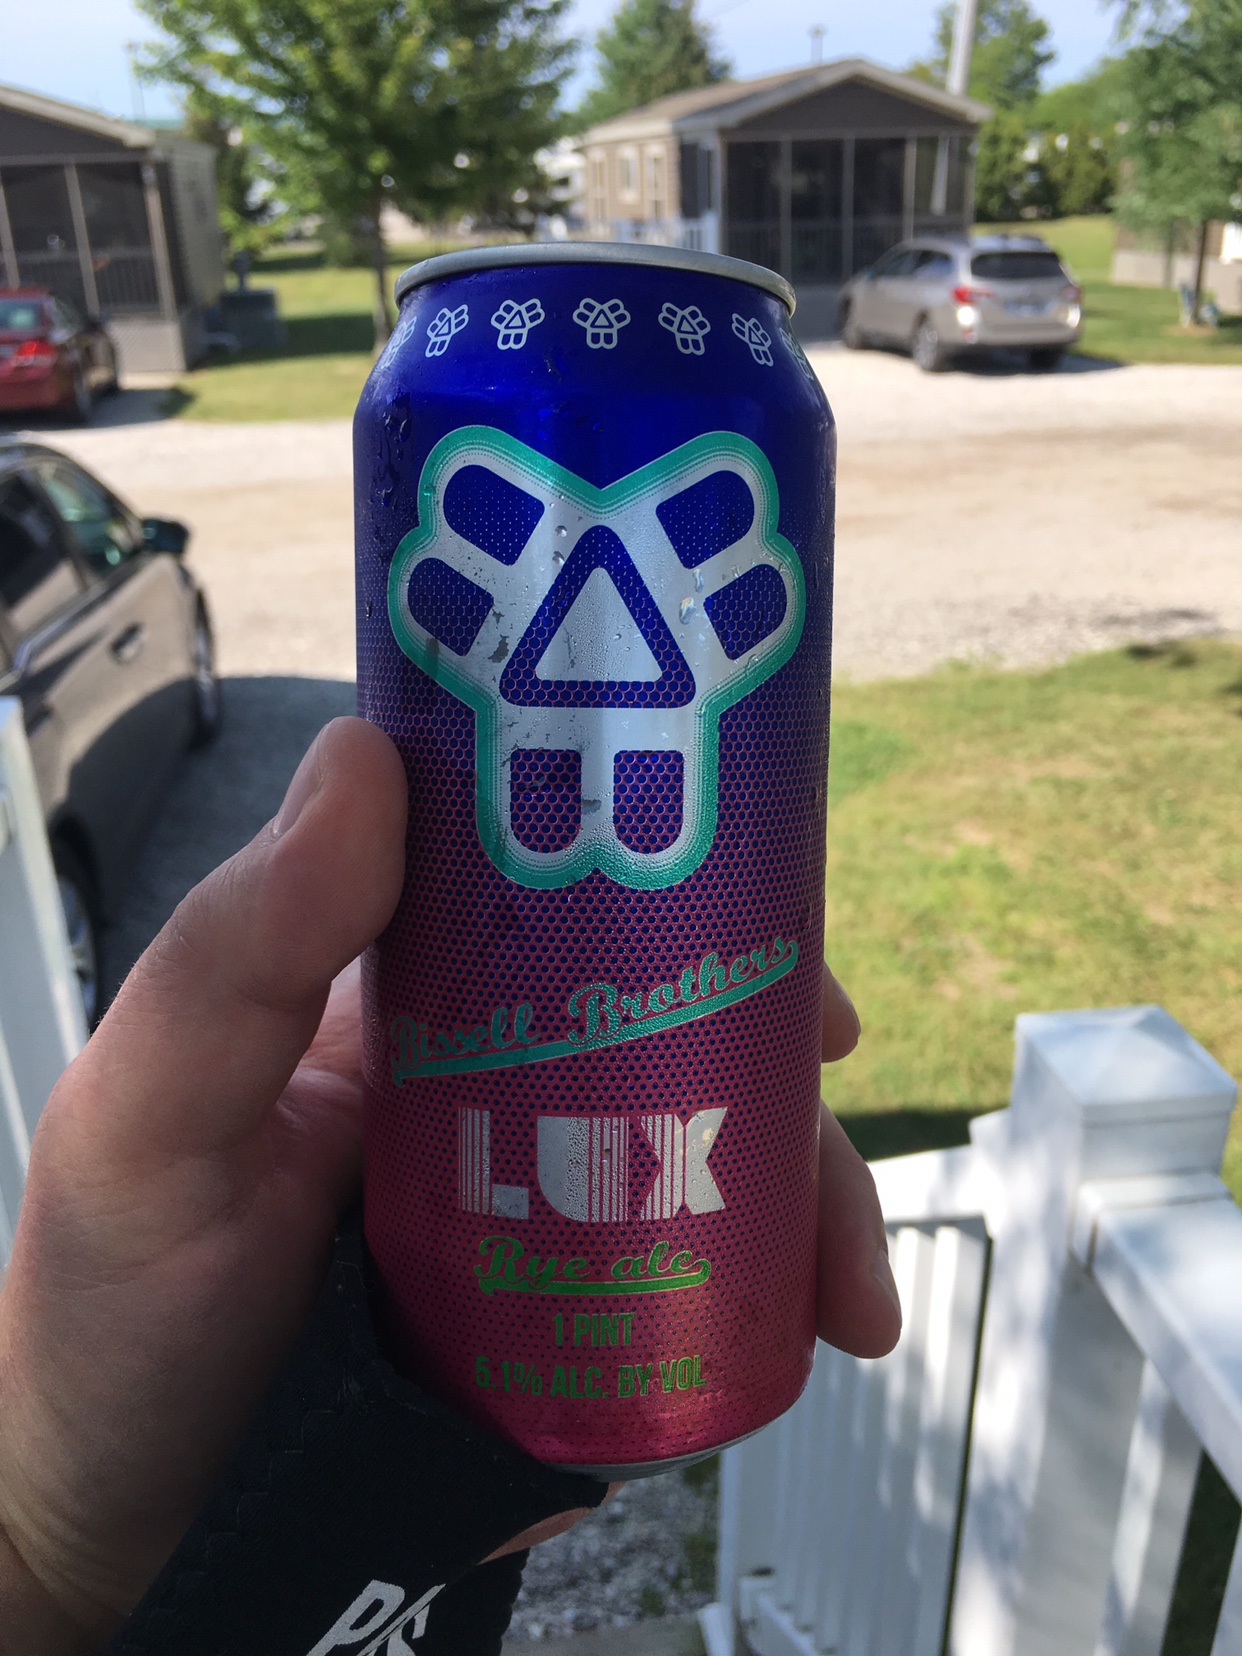 Bissell Brothers
LUX
Rye ale
1 PINT
5.1% ALC. BY VOL
P/S